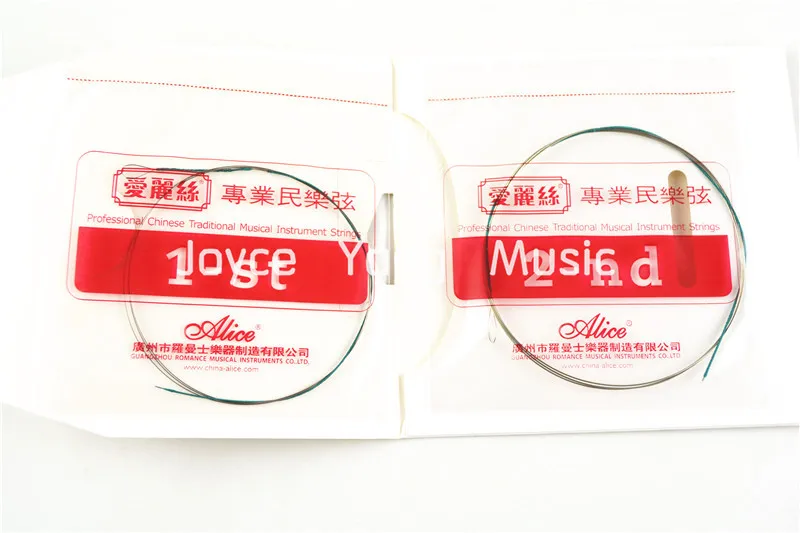 愛麗絲 專業民樂弦
Professional Chinese Traditional Musical Instrument Strings
1-st
Alice®
廣州市羅曼士樂器制造有限公司
GUANGZHOU ROMANCE MUSICAL INSTRUMENTS CO.,LTD.
www.china-alice.com
愛麗絲 專業民樂弦
Professional Chinese Traditional Musical Instrument Strings
2-nd
Alice®
廣州市羅曼士樂器制造有限公司
GUANGZHOU ROMANCE MUSICAL INSTRUMENTS CO.,LTD.
www.china-alice.com
Joyce Music